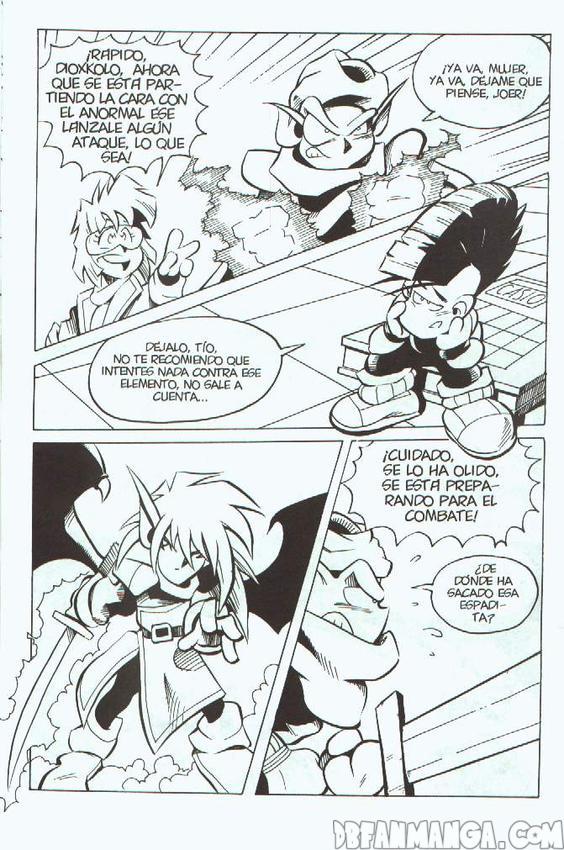 ¡RÁPIDO,
DIOXKOLO, AHORA
QUE SE ESTÁ PAR-
TIENDO LA CARA CON
EL ANORMAL ESE
LANZALE ALGÚN
ATAQUE, LO QUE
SEA!
¡YA VA, MUJER,
YA VA, DÉJAME QUE
PIENSE, JOER!
CASIO
DEJALO, TÍO,
NO TE RECOMIENDO QUE
INTENTES NADA CONTRA ESE
ELEMENTO, NO SALE A
CUENTA...
¡CUIDADO,
SE LO HA OLIDO,
SE ESTÁ PREPA-
RANDO PARA EL
COMBATE!
¿DE
DÓNDE HA
SACADO ESA
ESPADI-
TA?
DBFANMANGA.COM